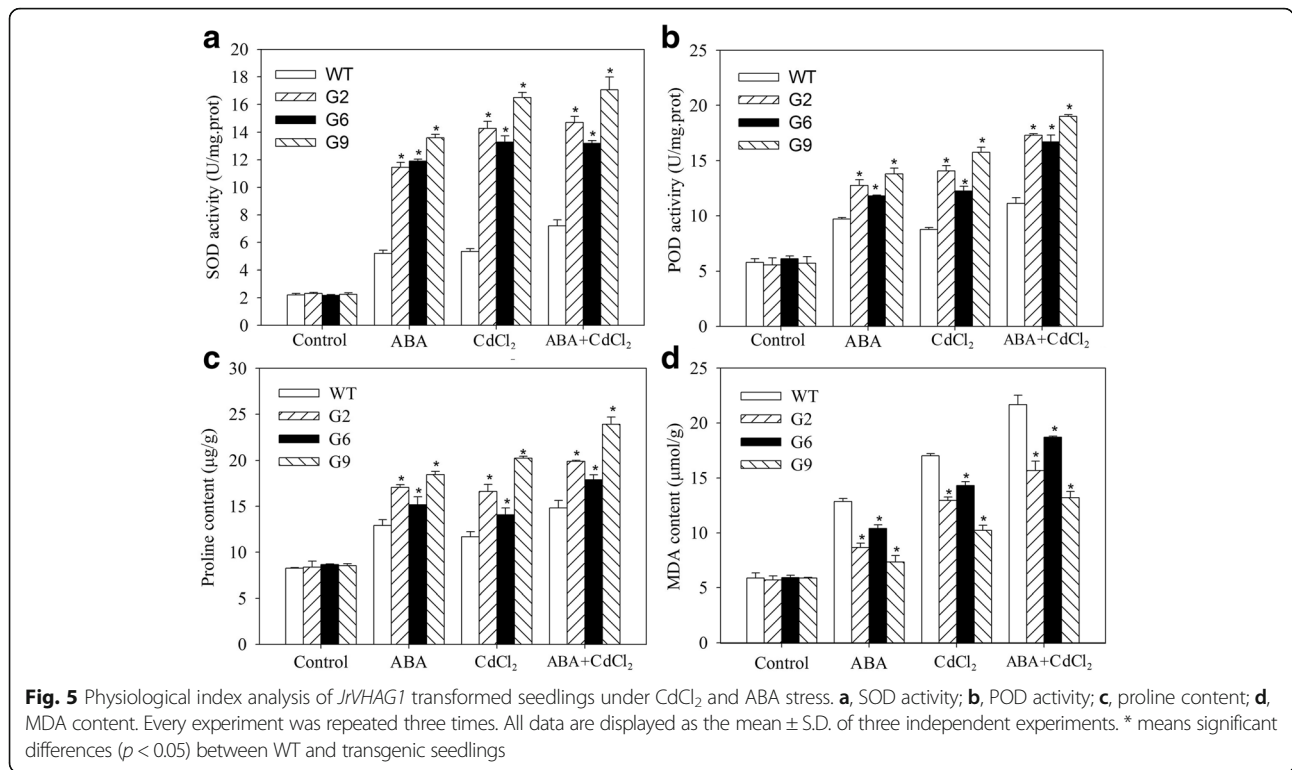 a
20
18
16
14
12
10
8
6
4
2
0
SOD activity (U/mg.prot)
WT
G2
G6
G9
* * *
* * *
* * *
Control ABA CdCl₂ ABA+CdCl₂
b
25
20
15
10
5
0
POD activiry (U/mg.prot)
WT
G2
G6
G9
* * *
* * *
* * *
Control ABA CdCl₂ ABA+CdCl₂
c
30
25
20
15
10
5
0
Proline content (µg/g)
WT
G2
G6
G9
* * *
* * *
* * *
Control ABA CdCl₂ ABA+CdCl₂
d
25
20
15
10
5
0
MDA content (µmol/g)
WT
G2
G6
G9
* * *
* * *
* * *
Control ABA CdCl₂ ABA+CdCl₂
Fig. 5 Physiological index analysis of JrVHAG1 transformed seedlings under CdCl₂ and ABA stress. a, SOD activity; b, POD activity; c, proline content; d,
MDA content. Every experiment was repeated three times. All data are displayed as the mean ± S.D. of three independent experiments. * means significant
differences (p < 0.05) between WT and transgenic seedlings